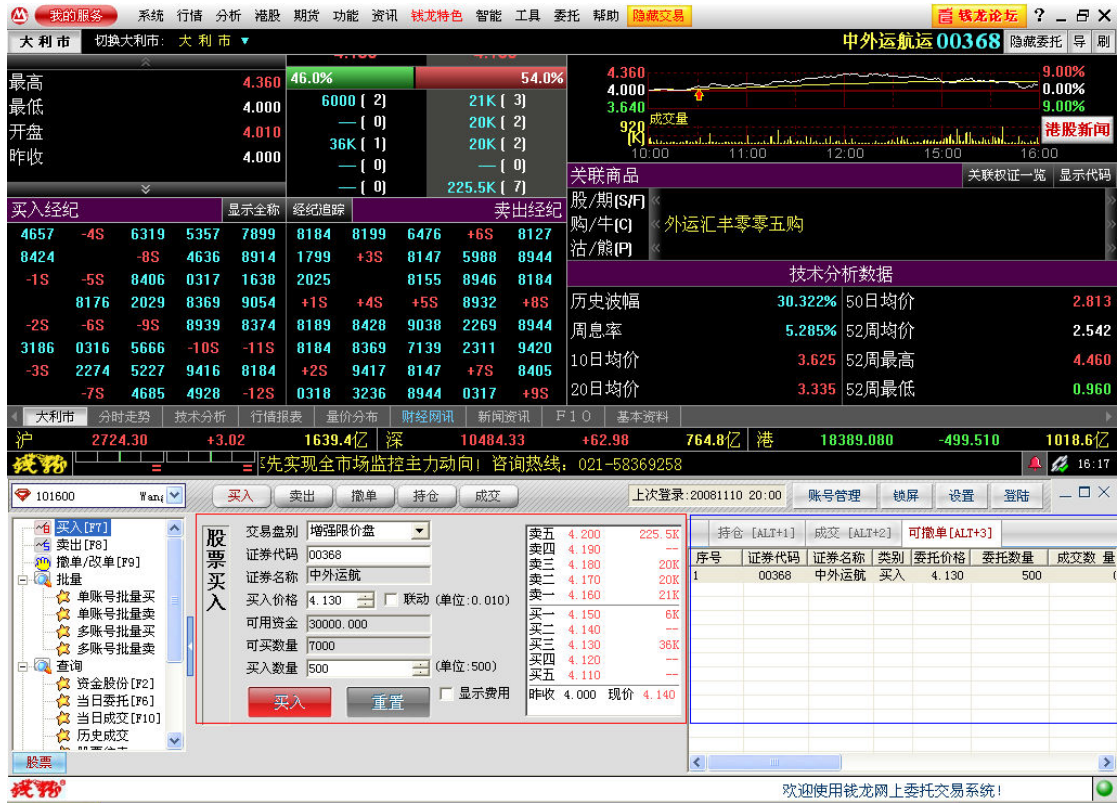 我的服务 系统 行情 分析 港股 期货 功能 资讯 钱龙特色 智能 工具 委托 帮助 隐藏交易 钱龙论坛 ?
大利市 切换大利市: 大利市 ▼ 中外运航运 00368 隐藏委托 导 刷
最高 4.360
最低 4.000
开盘 4.010
昨收 4.000
46.0% 54.0%
6000 [ 2] 21K [ 3]
— [ 0] 20K [ 2]
36K [ 1] 20K [ 2]
— [ 0] — [ 0]
— [ 0] 225.5K [ 7]
4.360 9.00%
4.000 0.00%
3.640 9.00%
成交量
920
[K]
港股新闻
10:00 11:00 12:00 15:00 16:00
关联商品 关联权证一览 显示代码
股/期[S/F]
购/牛[C] 外运汇丰零零五购
沽/熊[P]
买入经纪 显示全称 经纪追踪 卖出经纪
4657 -4S 6319 5357 7899 8184 8199 6476 +6S 8127
8424 -8S 4636 8914 1799 +3S 8147 5988 8944
-1S -5S 8406 0317 1638 2025 8155 8946 8184
8176 2029 8369 9054 +1S +4S +5S 8932 +8S
-2S -6S -9S 8939 8374 8189 8428 9038 2269 8944
3186 0316 5666 -10S -11S 8184 8369 7139 2311 9420
-3S 2274 5227 9416 8184 +2S 9417 8147 +7S 8405
-7S 4685 4928 -12S 0318 3236 8944 0317 +9S
技术分析数据
历史波幅 30.322% 50日均价 2.813
周息率 5.285% 52周均价 2.542
10日均价 3.625 52周最高 4.460
20日均价 3.335 52周最低 0.960
大利市 分时走势 技术分析 行情报表 量价分布 财经网讯 新闻资讯 F10 基本资料
沪 2724.30 +3.02 1639.4亿 深 10484.33 +62.98 764.8亿 港 18389.080 -499.510 1018.6亿
钱龙 先实现全市场监控主力动向! 咨询热线: 021-58369258 16:17
101600 Wang 买入 卖出 撤单 持仓 成交 上次登录:20081110 20:00 账号管理 锁屏 设置 登陆
买入[F7]
卖出[F8]
撤单/改单[F9]
批量
单账号批量买
单账号批量卖
多账号批量买
多账号批量卖
查询
资金股份[F2]
当日委托[F6]
当日成交[F10]
历史成交
股票
股票买入
交易盘别 增强限价盘
证券代码 00368
证券名称 中外运航
买入价格 4.130 联动 (单位:0.010)
可用资金 30000.000
可买数量 7000
买入数量 500 (单位:500)
买入 重置 显示费用
卖五 4.200 225.5K
卖四 4.190 --
卖三 4.180 20K
卖二 4.170 20K
卖一 4.160 21K
买一 4.150 6K
买二 4.140 --
买三 4.130 36K
买四 4.120 --
买五 4.110 --
昨收 4.000 现价 4.140
持仓 [ALT+1] 成交 [ALT+2] 可撤单[ALT+3]
序号 证券代码 证券名称 类别 委托价格 委托数量 成交数量
1 00368 中外运航 买入 4.130 500
钱龙 欢迎使用钱龙网上委托交易系统!